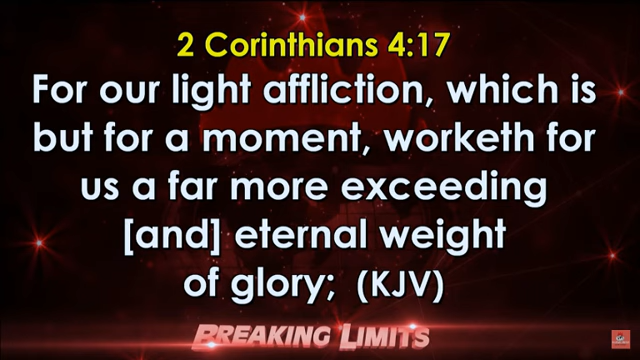 2 Corinthians 4:17
For our light affliction, which is
but for a moment, worketh for
us a far more exceeding
[and] eternal weight
of glory; (KJV)
BREAKING LIMITS